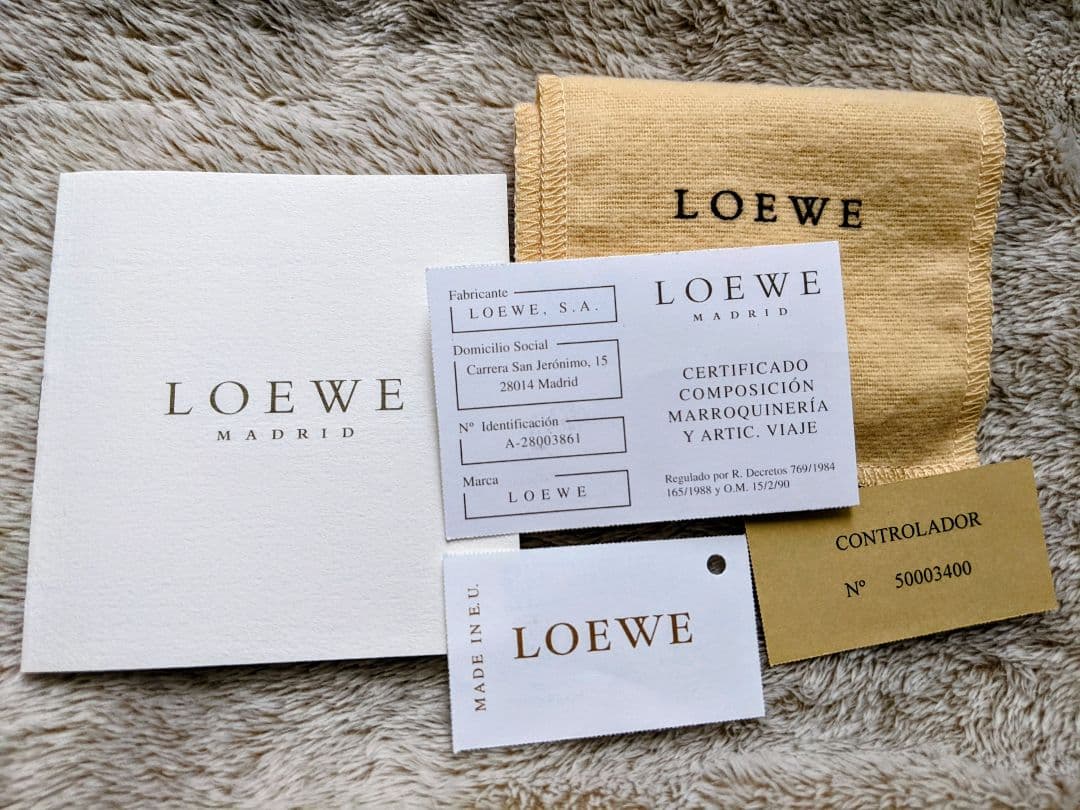 LOEWE
MADRID
LOEWE
Fabricante
LOEWE, S.A.
Domicilio Social
Carrera San Jerónimo, 15
28014 Madrid
Nº Identificación
A-28003861
Marca
LOEWE
LOEWE
MADRID
CERTIFICADO
COMPOSICIÓN
MARROQUINERÍA
Y ARTIC. VIAJE
Regulado por R. Decretos 769/1984
165/1988 y O.M. 15/2/90
MADE IN E.U.
LOEWE
CONTROLADOR
Nº 50003400